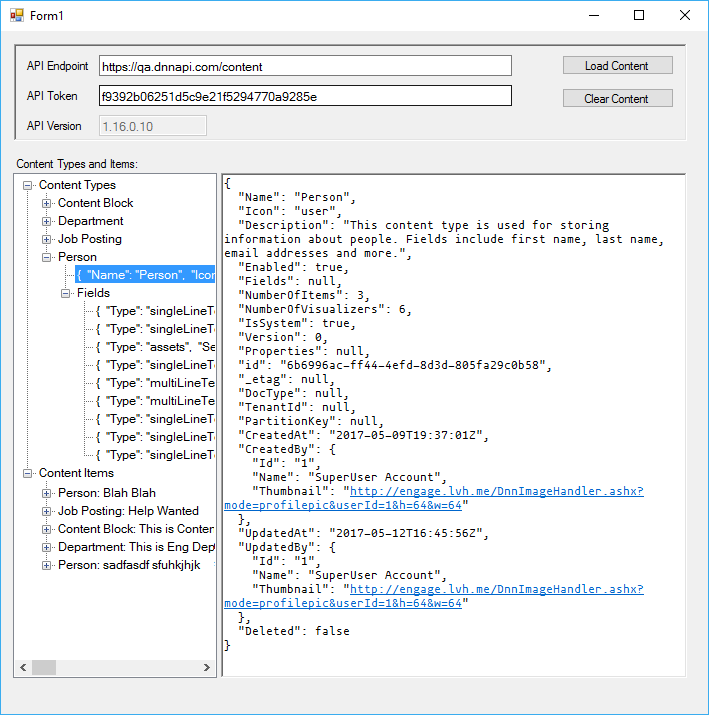 Form1
API Endpoint https://qa.dnnapi.com/content Load Content
API Token f9392b06251d5c9e21f5294770a9285e Clear Content
API Version 1.16.0.10
Content Types and Items:
Content Types
Content Block
Department
Job Posting
Person
{ "Name": "Person", "Icon
Fields
{ "Type": "singleLineTe
{ "Type": "singleLineTe
{ "Type": "assets", "Se
{ "Type": "singleLineTe
{ "Type": "multiLineTe
{ "Type": "multiLineTe
{ "Type": "singleLineTe
{ "Type": "singleLineTe
{ "Type": "singleLineTe
Content Items
Person: Blah Blah
Job Posting: Help Wanted
Content Block: This is Conten
Department: This is Eng Dep
Person: sadfasdf sfuhkjhjk
{
"Name": "Person",
"Icon": "user",
"Description": "This content type is used for storing
information about people. Fields include first name, last name,
email addresses and more.",
"Enabled": true,
"Fields": null,
"NumberOfItems": 3,
"NumberOfVisualizers": 6,
"IsSystem": true,
"Version": 0,
"Properties": null,
"id": "6b6996ac-ff44-4efd-8d3d-805fa29c0b58",
"_etag": null,
"DocType": null,
"TenantId": null,
"PartitionKey": null,
"CreatedAt": "2017-05-09T19:37:01Z",
"CreatedBy": {
"Id": "1",
"Name": "SuperUser Account",
"Thumbnail": "http://engage.lvh.me/DnnImageHandler.ashx?
mode=profilepic&userId=1&h=64&w=64"
},
"UpdatedAt": "2017-05-12T16:45:56Z",
"UpdatedBy": {
"Id": "1",
"Name": "SuperUser Account",
"Thumbnail": "http://engage.lvh.me/DnnImageHandler.ashx?
mode=profilepic&userId=1&h=64&w=64"
},
"Deleted": false
}